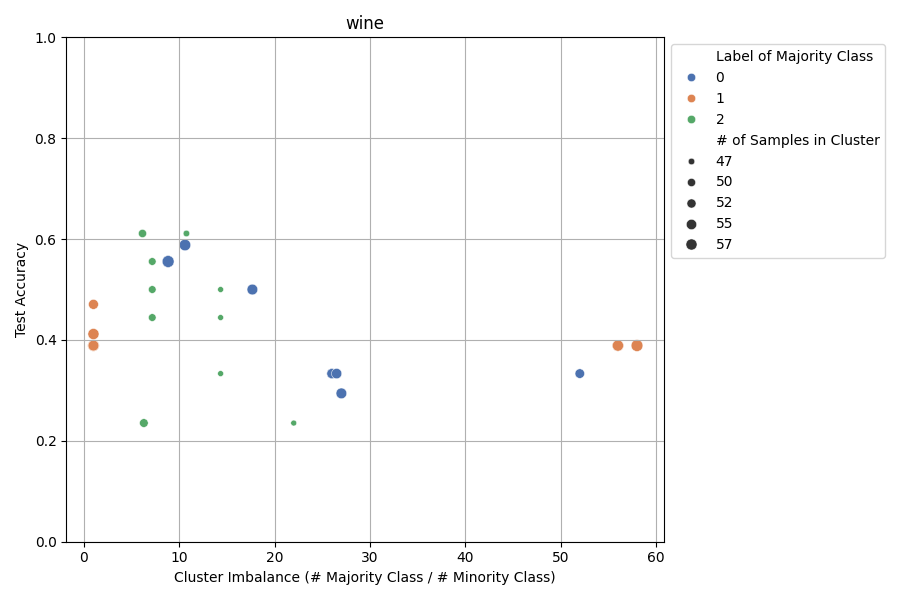 wine
1.0
0.8
0.6
0.4
0.2
0.0
Test Accuracy
0 10 20 30 40 50 60
Cluster Imbalance (# Majority Class / # Minority Class)
Label of Majority Class
0
1
2
# of Samples in Cluster
47
50
52
55
57